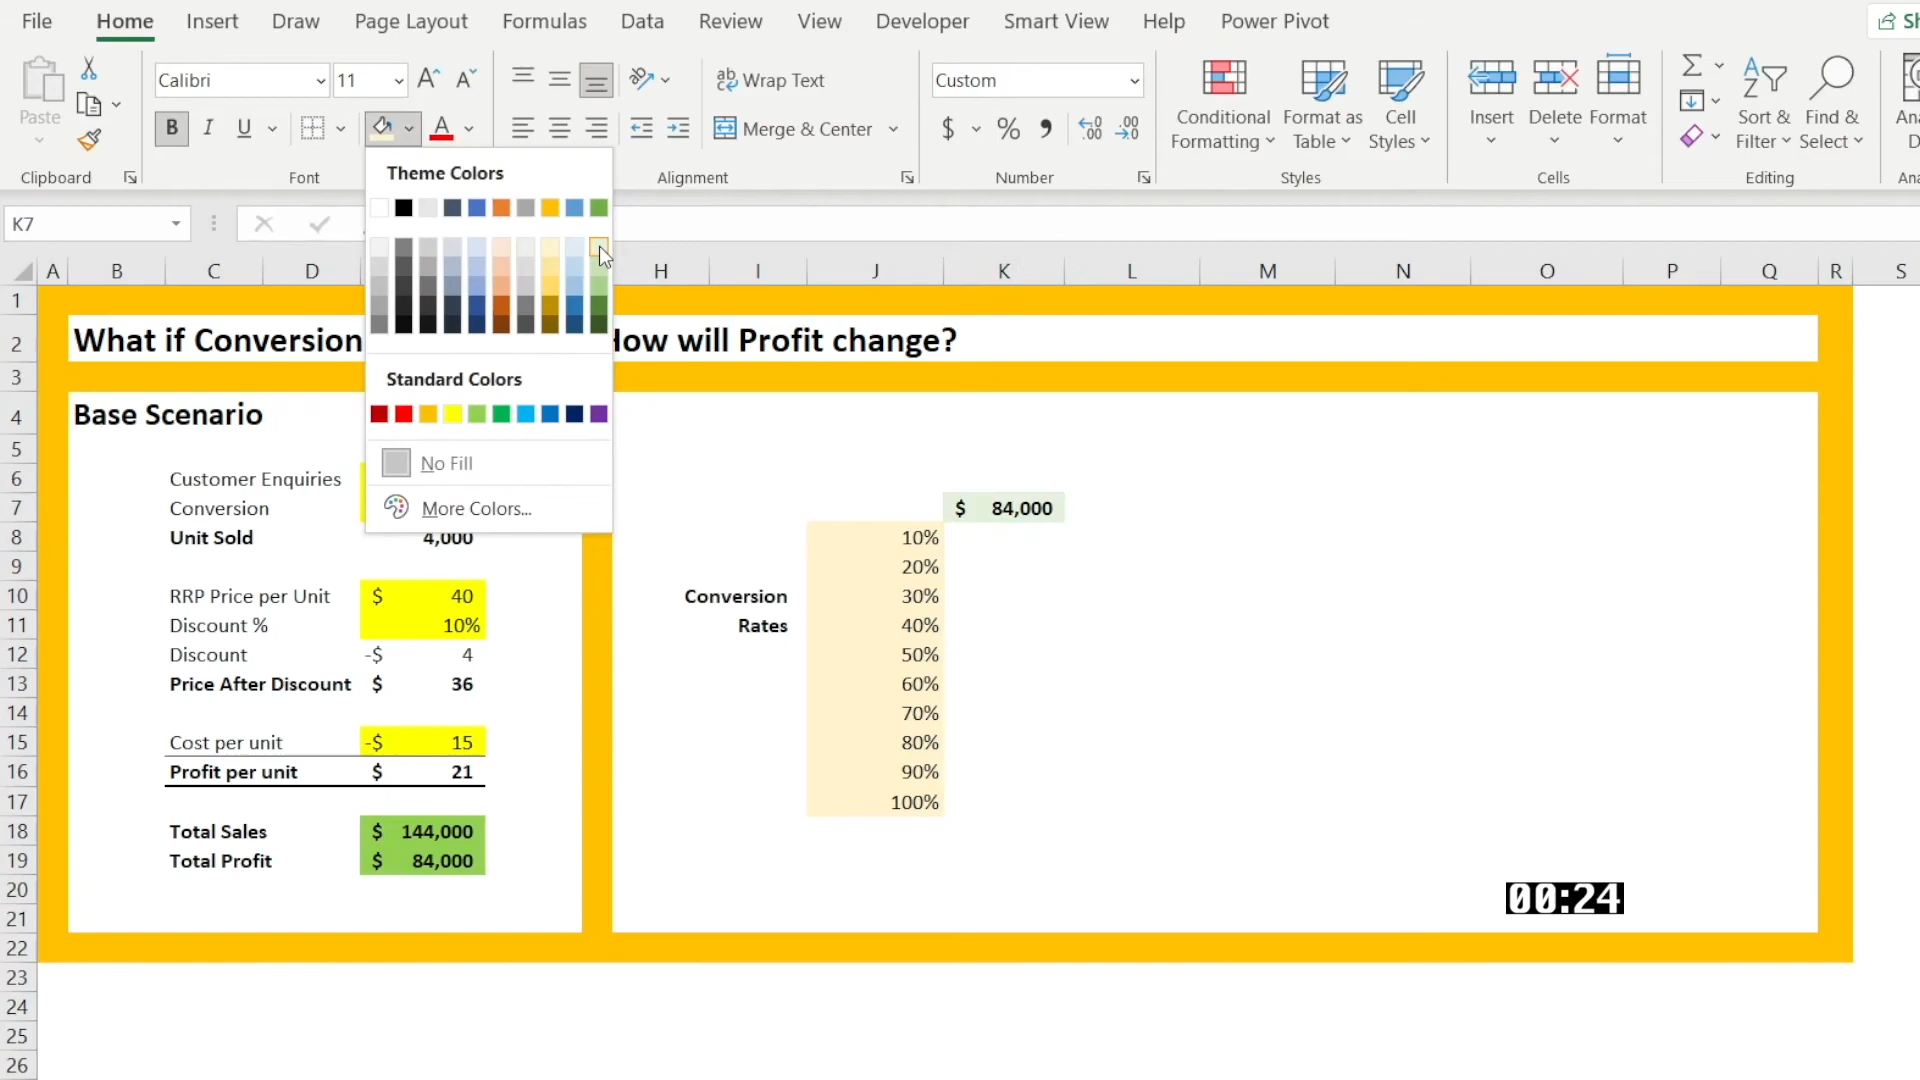 File Home Insert Draw Page Layout Formulas Data Review View Developer Smart View Help Power Pivot
Paste
Clipboard
Calibri 11
B I U A
Font
ab Wrap Text
Merge & Center
Alignment
Custom
$ % 9 .00 .00
Number
Conditional Formatting
Format as Table
Cell Styles
Styles
Insert Delete Format
Cells
Sort & Filter
Find & Select
Editing
K7
Theme Colors
Standard Colors
No Fill
More Colors...
A B C D H I J K L M N O P Q R S
1
2 What if Conversion How will Profit change?
3
4 Base Scenario
5
6 Customer Enquiries
7 Conversion $ 84,000
8 Unit Sold 4,000 10%
9 20%
10 RRP Price per Unit $ 40 Conversion 30%
11 Discount % 10% Rates 40%
12 Discount -$ 4 50%
13 Price After Discount $ 36 60%
14 70%
15 Cost per unit -$ 15 80%
16 Profit per unit $ 21 90%
17 100%
18 Total Sales $ 144,000
19 Total Profit $ 84,000
20 00:24
21
22
23
24
25
26